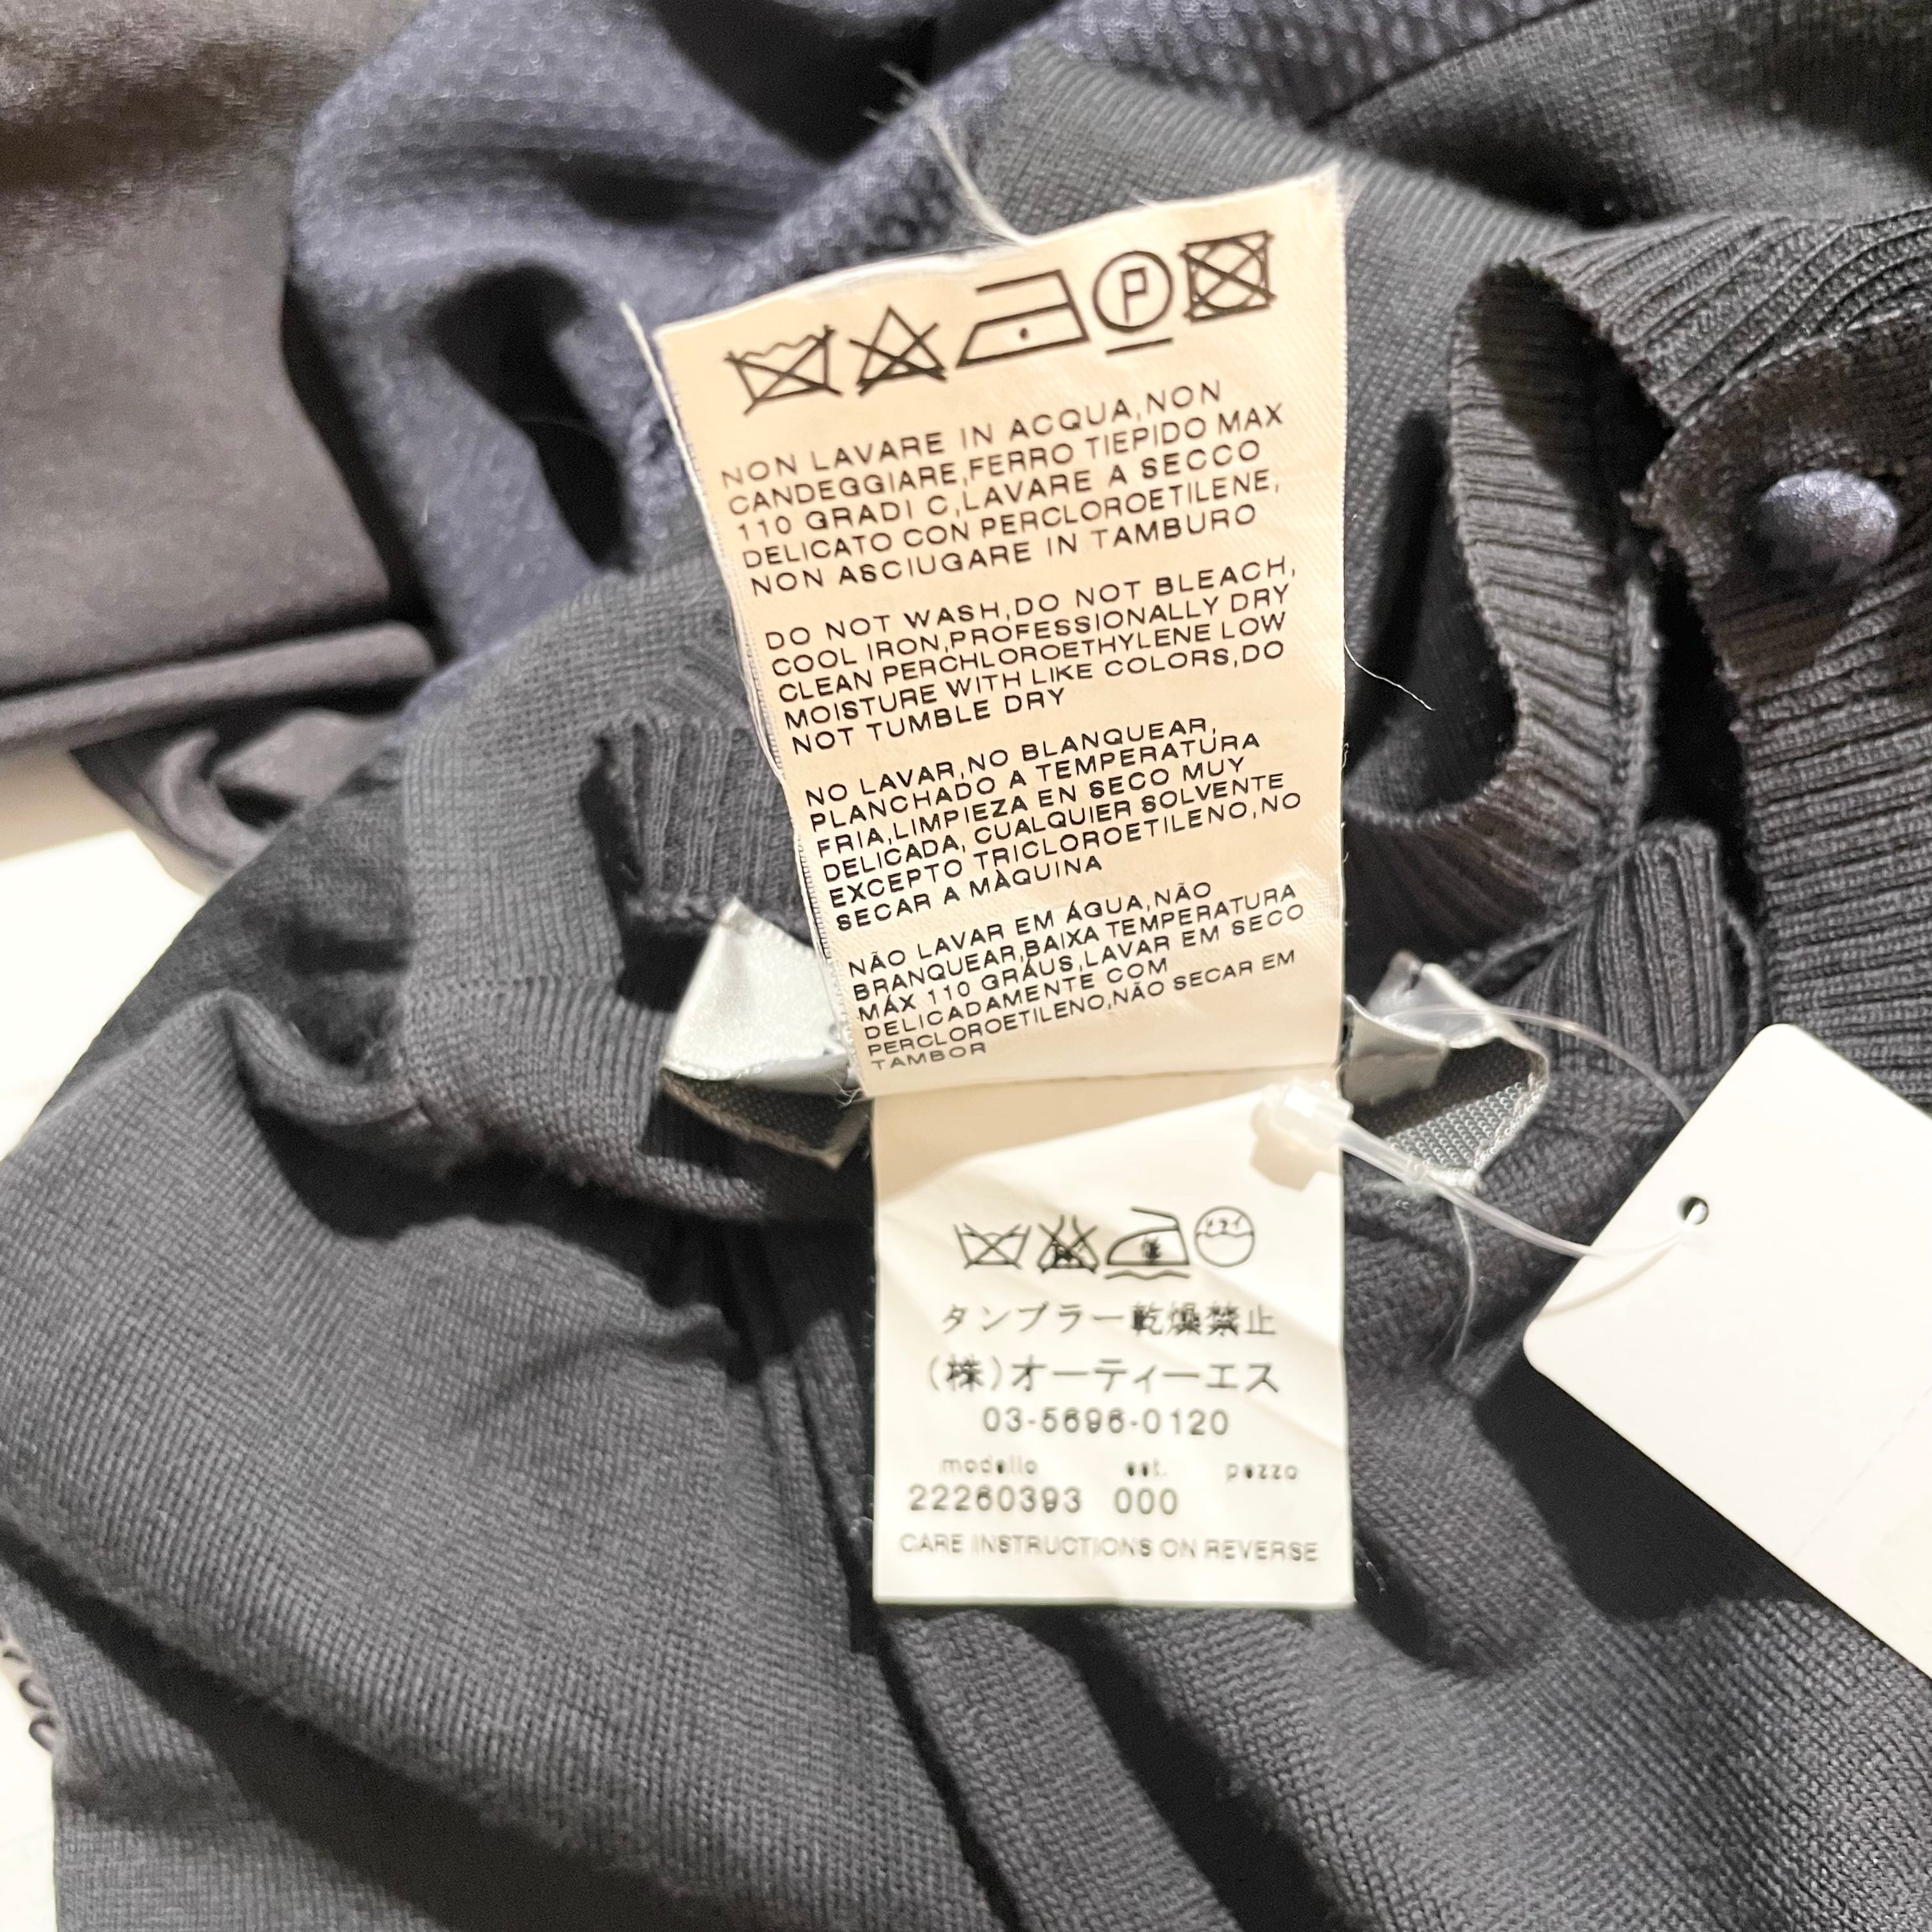 P
NON LAVARE IN ACQUA,NON
CANDEGGIARE,FERRO TIEPIDO MAX
110 GRADI C,LAVARE A SECCO
DELICATO CON PERCLOROETILENE,
NON ASCIUGARE IN TAMBURO
DO NOT WASH,DO NOT BLEACH,
COOL IRON,PROFESSIONALLY DRY
CLEAN PERCHLOROETHYLENE LOW
MOISTURE WITH LIKE COLORS,DO
NOT TUMBLE DRY
NO LAVAR,NO BLANQUEAR,
PLANCHADO A TEMPERATURA
FRIA,LIMPIEZA EN SECO MUY
DELICADA, CUALQUIER SOLVENTE
EXCEPTO TRICLOROETILENO,NO
SECAR A MÀQUINA
NÃO LAVAR EM ÁGUA,NÃO
BRANQUEAR,BAIXA TEMPERATURA
MÁX 110 GRÁUS,LAVAR EM SECO
DELICADAMENTE COM
PERCLOROETILENO,NÃO SECAR EM
TAMBOR
タンブラー乾燥禁止
(株)オーティーエス
03-5696-0120
modello est. pezzo
22260393 000
CARE INSTRUCTIONS ON REVERSE